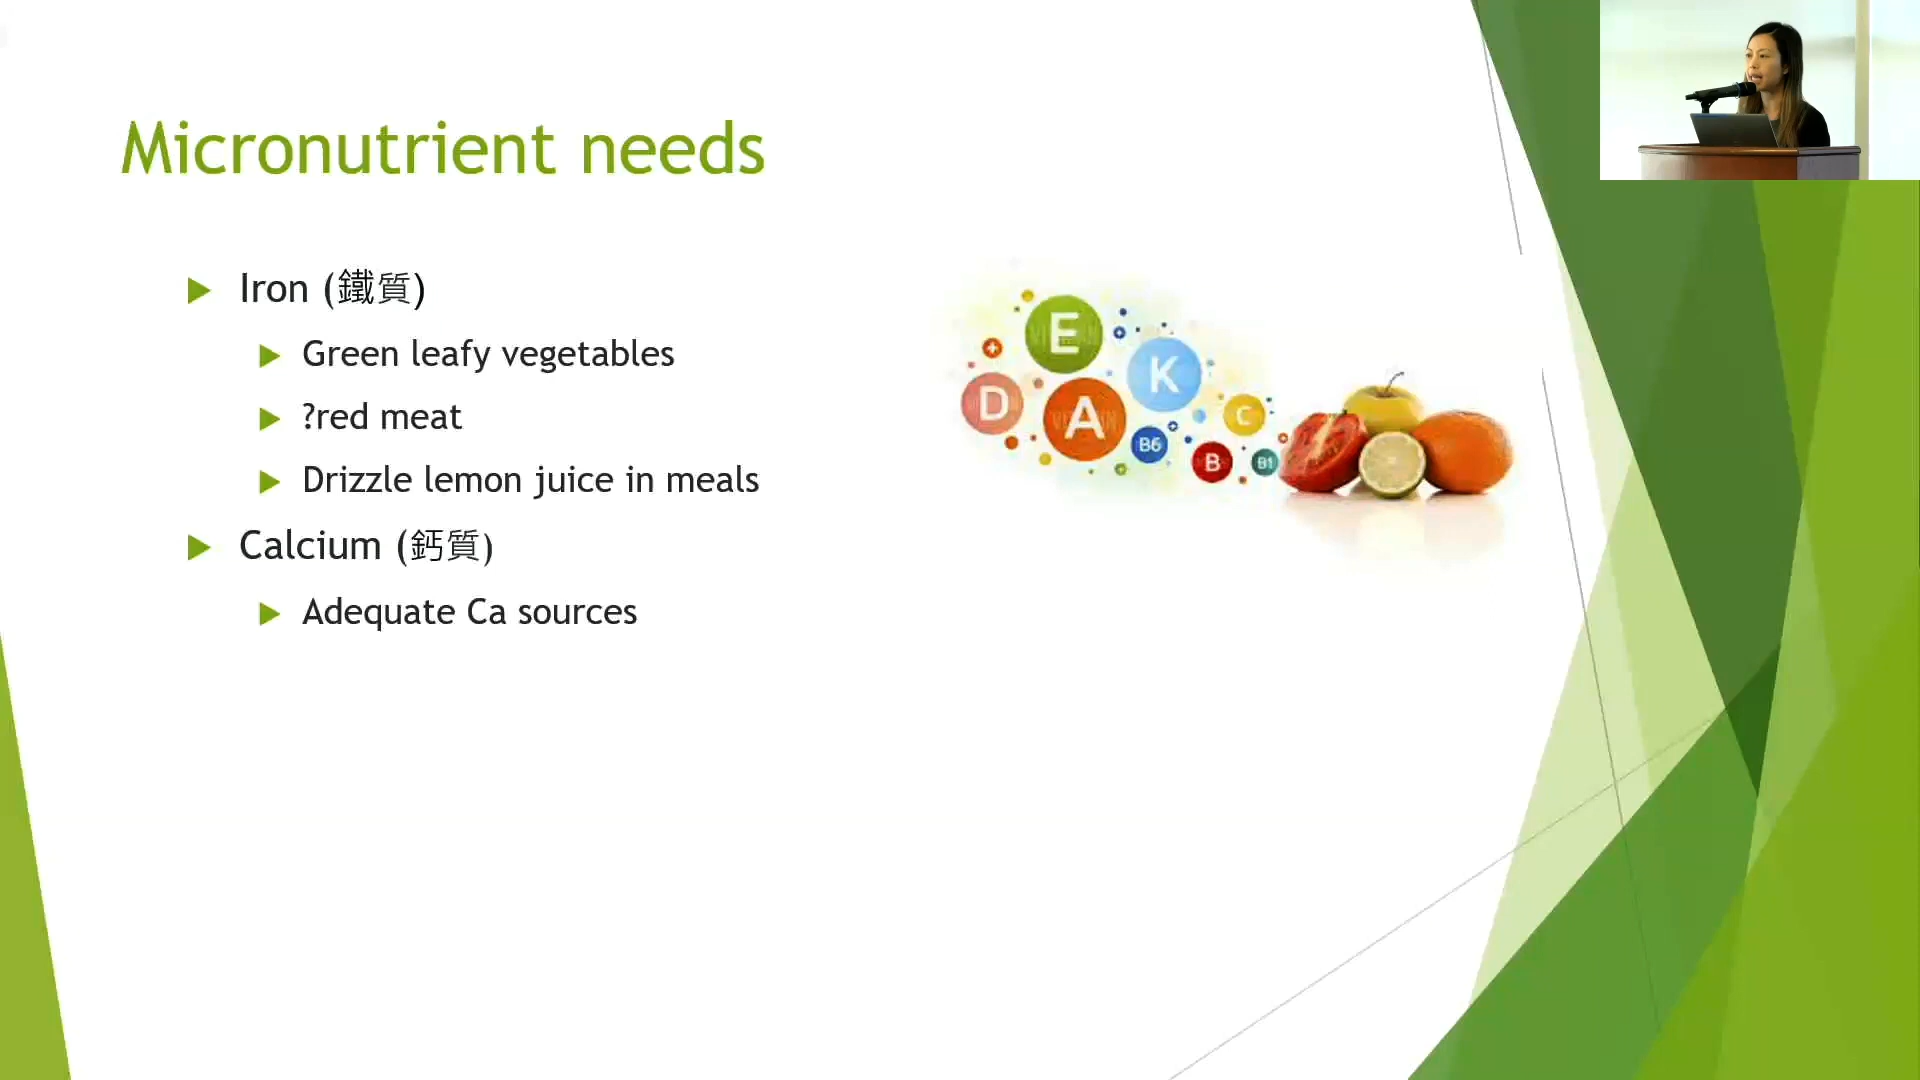 Micronutrient needs
Iron (鐵質)
Green leafy vegetables
?red meat
Drizzle lemon juice in meals
Calcium (鈣質)
Adequate Ca sources
E
K
D
A
C
B6
B
B1